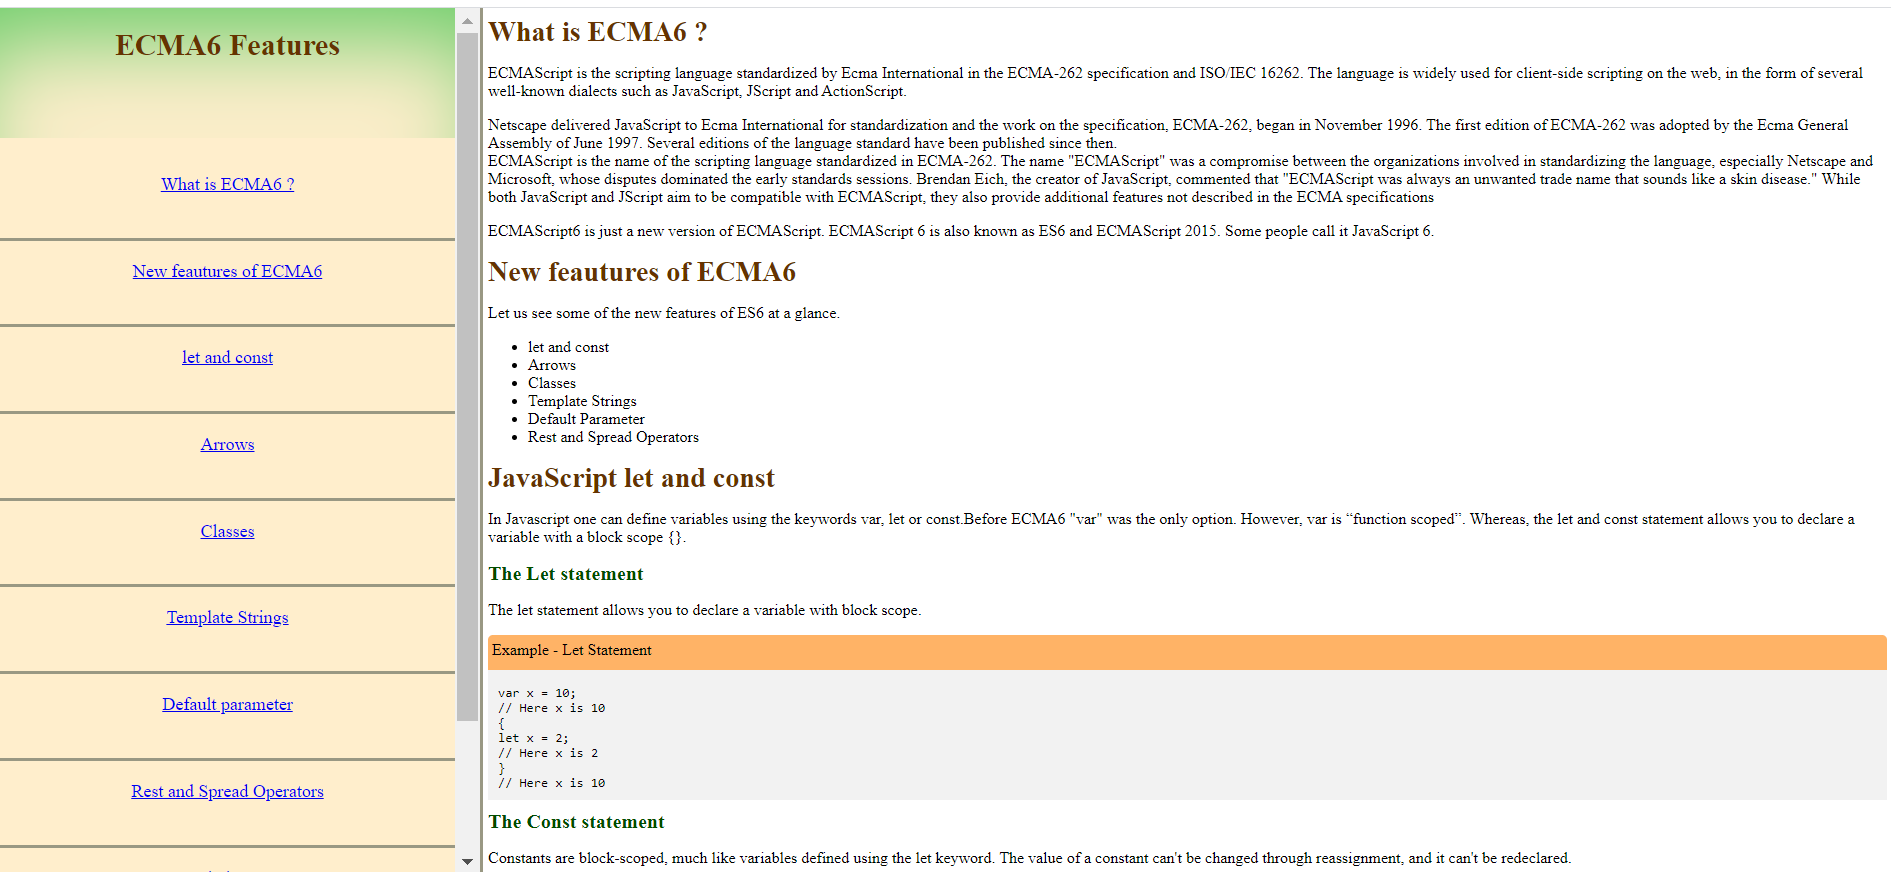 ECMA6 Features
What is ECMA6 ?
New feautures of ECMA6
let and const
Arrows
Classes
Template Strings
Default parameter
Rest and Spread Operators
What is ECMA6 ?
ECMAScript is the scripting language standardized by Ecma International in the ECMA-262 specification and ISO/IEC 16262. The language is widely used for client-side scripting on the web, in the form of several
well-known dialects such as JavaScript, JScript and ActionScript.
Netscape delivered JavaScript to Ecma International for standardization and the work on the specification, ECMA-262, began in November 1996. The first edition of ECMA-262 was adopted by the Ecma General
Assembly of June 1997. Several editions of the language standard have been published since then.
ECMAScript is the name of the scripting language standardized in ECMA-262. The name "ECMAScript" was a compromise between the organizations involved in standardizing the language, especially Netscape and
Microsoft, whose disputes dominated the early standards sessions. Brendan Eich, the creator of JavaScript, commented that "ECMAScript was always an unwanted trade name that sounds like a skin disease." While
both JavaScript and JScript aim to be compatible with ECMAScript, they also provide additional features not described in the ECMA specifications
ECMAScript6 is just a new version of ECMAScript. ECMAScript 6 is also known as ES6 and ECMAScript 2015. Some people call it JavaScript 6.
New feautures of ECMA6
Let us see some of the new features of ES6 at a glance.
• let and const
• Arrows
• Classes
• Template Strings
• Default Parameter
• Rest and Spread Operators
JavaScript let and const
In Javascript one can define variables using the keywords var, let or const.Before ECMA6 "var" was the only option. However, var is “function scoped”. Whereas, the let and const statement allows you to declare a
variable with a block scope {}.
The Let statement
The let statement allows you to declare a variable with block scope.
Example - Let Statement
var x = 10;
// Here x is 10
{
let x = 2;
// Here x is 2
}
// Here x is 10
The Const statement
Constants are block-scoped, much like variables defined using the let keyword. The value of a constant can't be changed through reassignment, and it can't be redeclared.